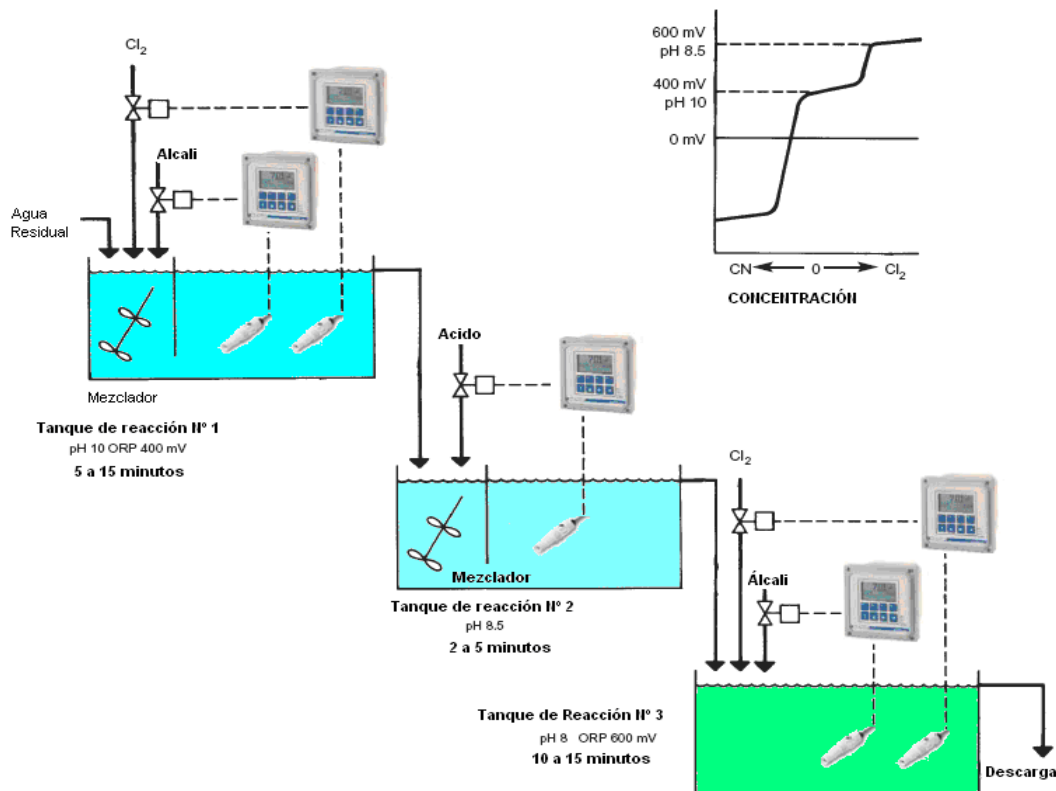 Cl2
Alcali
Agua
Residual
Mezclador
Tanque de reacción Nº 1
pH 10 ORP 400 mV
5 a 15 minutos
600 mV
pH 8.5
400 mV
pH 10
0 mV
CN
0
Cl2
CONCENTRACIÓN
Acido
Mezclador
Tanque de reacción Nº 2
pH 8.5
2 a 5 minutos
Cl2
Álcali
Tanque de Reacción Nº 3
pH 8 ORP 600 mV
10 a 15 minutos
Descarga